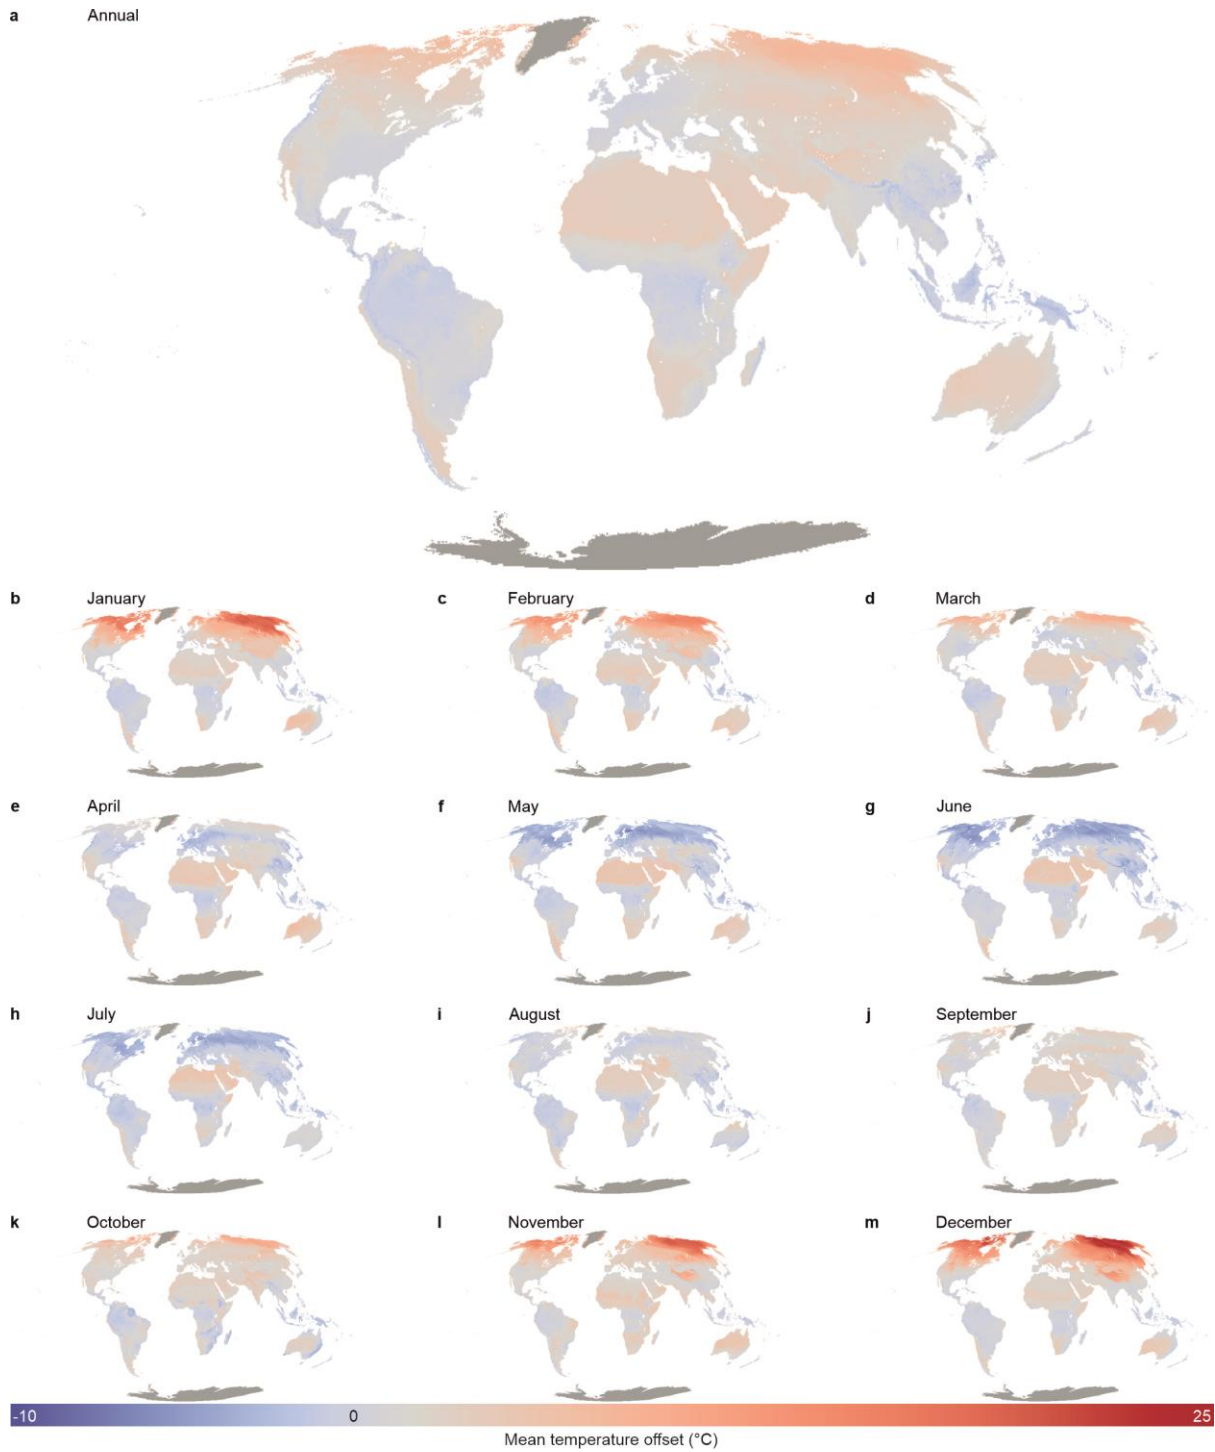 a Annual
b January c February d March
e April f May g June
h July i August j September
k October l November m December
-10 0 25
Mean temperature offset (°C)